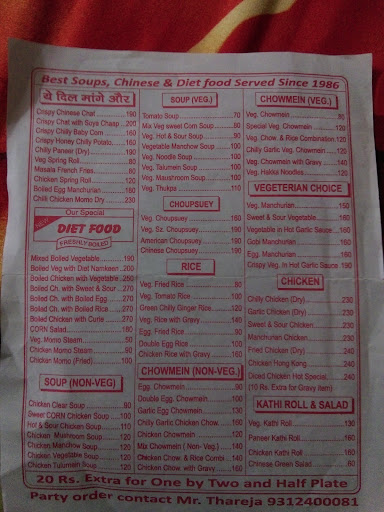 Best Soups, Chinese & Diet food Served Since 1986
ये दिल मांगे और
Crispy Chinese Chat 190
Crispy Chat with Soya Chaap 200
Crispy Chilly Baby Corn 160
Crispy Honey Chilly Potato 160
Chilly Paneer (Dry) 190
Veg Spring Roll 80
Masala French Fries 80
Chicken Spring Roll 120
Boiled Egg Manchurian 160
Chilli Chicken Momo Dry 230
Our Special
DIET FOOD
FRESHLY BOILED
Mixed Boiled Vegetable 190
Boiled Veg with Diet Namkeen 200
Boiled Chicken with Vegetable 250
Boiled Ch. with Sweet & Sour 270
Boiled Ch. with Boiled Egg 270
Boiled Ch. with Boiled Rice 270
Boiled Chicken with Curie 270
CORN Salad 180
Veg. Momo Steam 50
Chicken Momo Steam 90
Chicken Momo (Fried) 100
SOUP (NON-VEG)
Chicken Clear Soup 90
Sweet CORN Chicken Soup 100
Hot & Sour Chicken Soup 110
Chicken Mushroom Soup 120
Chicken Manchow Soup 120
Chicken Vegetable Soup 120
Chicken Tulumein Soup 120
SOUP (VEG.)
Tomato Soup 70
Mix Veg sweet Corn Soup 80
Veg. Hot & Sour Soup 90
Vegetable Manchow Soup 100
Veg. Noodle Soup 100
Veg. Talumein Soup 100
Veg. Maushroom Soup 100
Veg. Thukpa 110
CHOUPSUEY
Veg. Choupsuey 160
Veg. Sz. Choupsuey 170
American Choupsuey 180
Chinese Choupsuey 190
RICE
Veg. Fried Rice 80
Veg. Tomato Rice 100
Green Chilly Ginger Rice 120
Veg. Rice with Gravy 140
Egg. Fried Rice 90
Double Egg Rice 100
Chicken Rice with Gravy 160
CHOWMEIN (NON-VEG.)
Egg. Chowmein 90
Double Egg. Chowmein 100
Garlic Egg Chowmein 130
Chilly Garlic Chicken Chow.
Chicken Chowmein 120
Mix Chowmein ( Non- Veg.) 140
Chicken Chow. & Rice Combi 140
Chicken Chow. with Gravy 160
CHOWMEIN (VEG.)
Veg. Chowmein 80
Special Veg. Chowmein 100
Veg. Chow. & Rice Combination 120
Chilly Garlic Veg. Chowmein 120
Veg. Chowmein with Gravy 140
Veg. Hakka Noodles 120
VEGETERIAN CHOICE
Veg. Manchurian 150
Sweet & Sour Vegetable 180
Vegetable in Hot Garlic Sauce 160
Gobi Manchurian 160
Egg. Manchurian 160
Crispy Veg. in Hot Garlic Sauce 190
CHICKEN
Chilly Chicken (Dry) 230
Garlic Chicken (Dry) 230
Sweet & Sour Chicken 230
Manchurian Chicken 230
Fried Chicken (Dry) 240
Chicken Hong Kong 240
Diced Chicken Hot Special 240
(10 Rs. Extra for Gravy item)
KATHI ROLL & SALAD
Veg. Kathi Roll 130
Paneer Kathi Roll 160
Chicken Kathi Roll 160
Chinese Green Salad 80
20 Rs. Extra for One by Two and Half Plate
Party order contact Mr. Thareja 9312400081